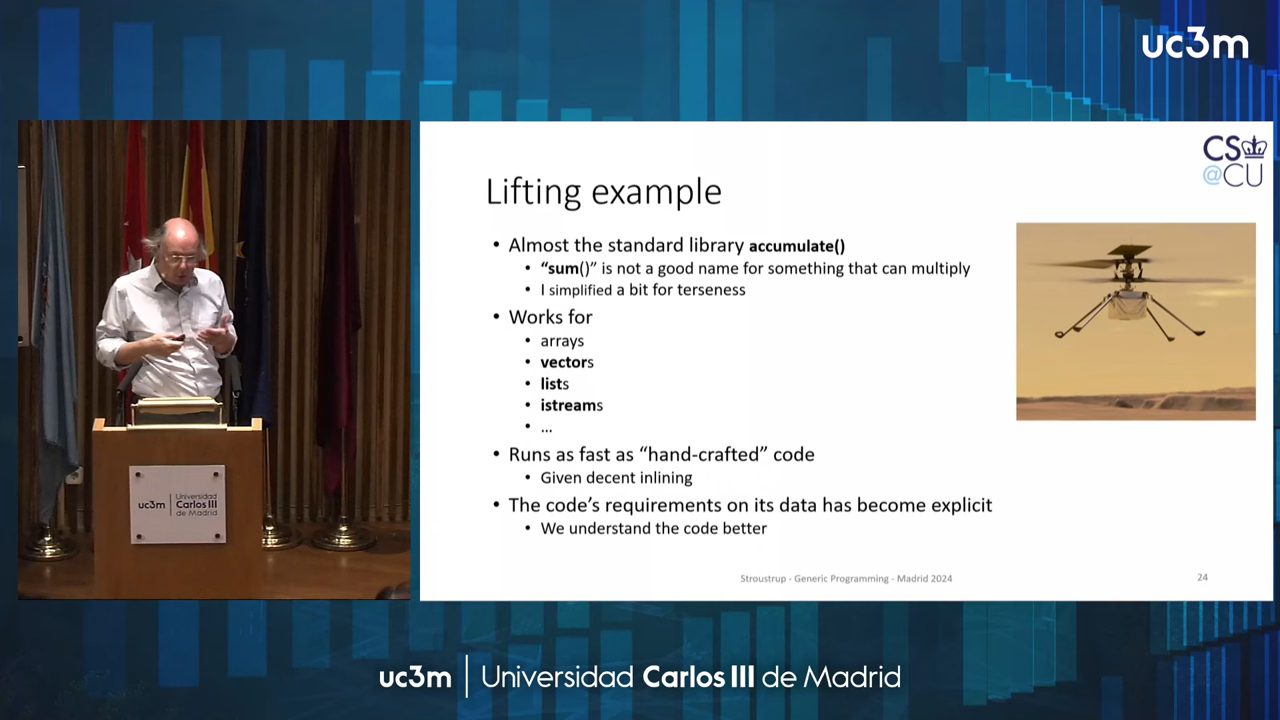 uc3m
CS
@CU
Lifting example
• Almost the standard library accumulate()
• “sum()” is not a good name for something that can multiply
• I simplified a bit for terseness
• Works for
• arrays
• vectors
• lists
• istreams
• ...
• Runs as fast as “hand-crafted” code
• Given decent inlining
• The code’s requirements on its data has become explicit
• We understand the code better
Stroustrup - Generic Programming - Madrid 2024
24
uc3m
Universidad
Carlos III
de Madrid
uc3m | Universidad Carlos III de Madrid